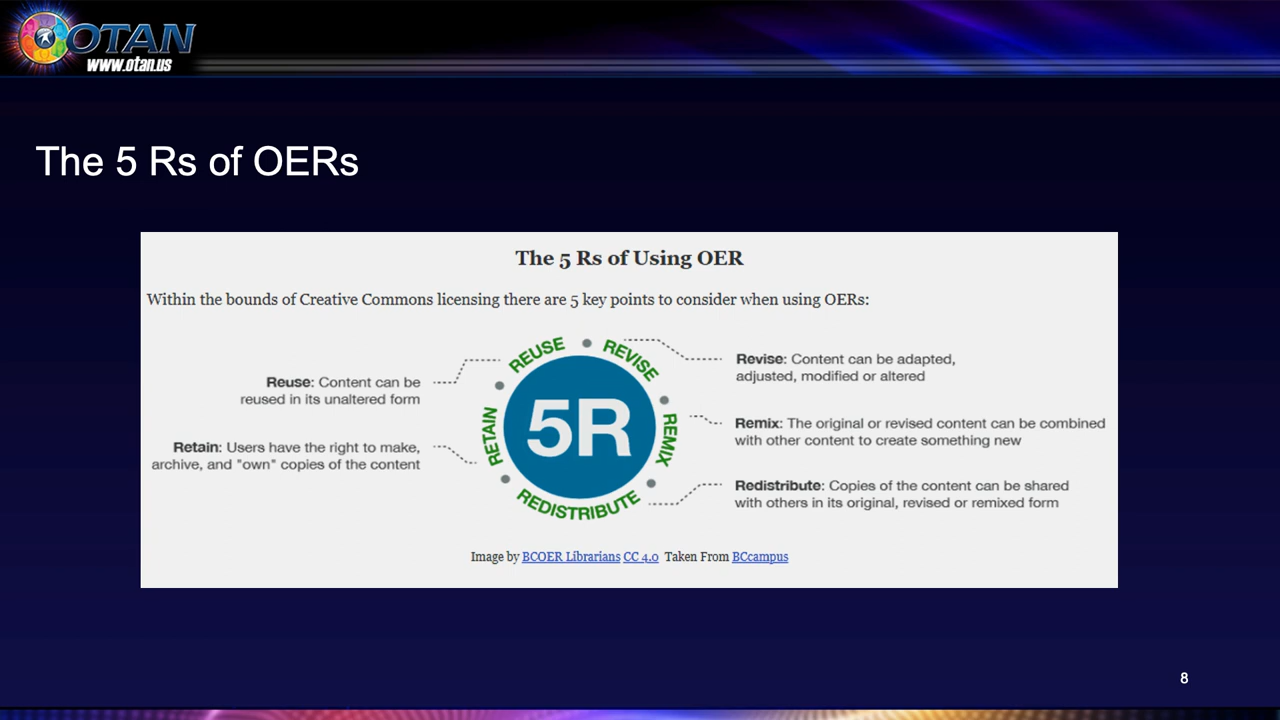 OTAN
www.otan.us
The 5 Rs of OERs
The 5 Rs of Using OER
Within the bounds of Creative Commons licensing there are 5 key points to consider when using OERs:
Reuse: Content can be
reused in its unaltered form
Retain: Users have the right to make,
archive, and "own" copies of the content
REUSE
REVISE
REMIX
REDISTRIBUTE
RETAIN
5R
Revise: Content can be adapted,
adjusted, modified or altered
Remix: The original or revised content can be combined
with other content to create something new
Redistribute: Copies of the content can be shared
with others in its original, revised or remixed form
Image by BCOER Librarians CC 4.0 Taken From BCcampus
8